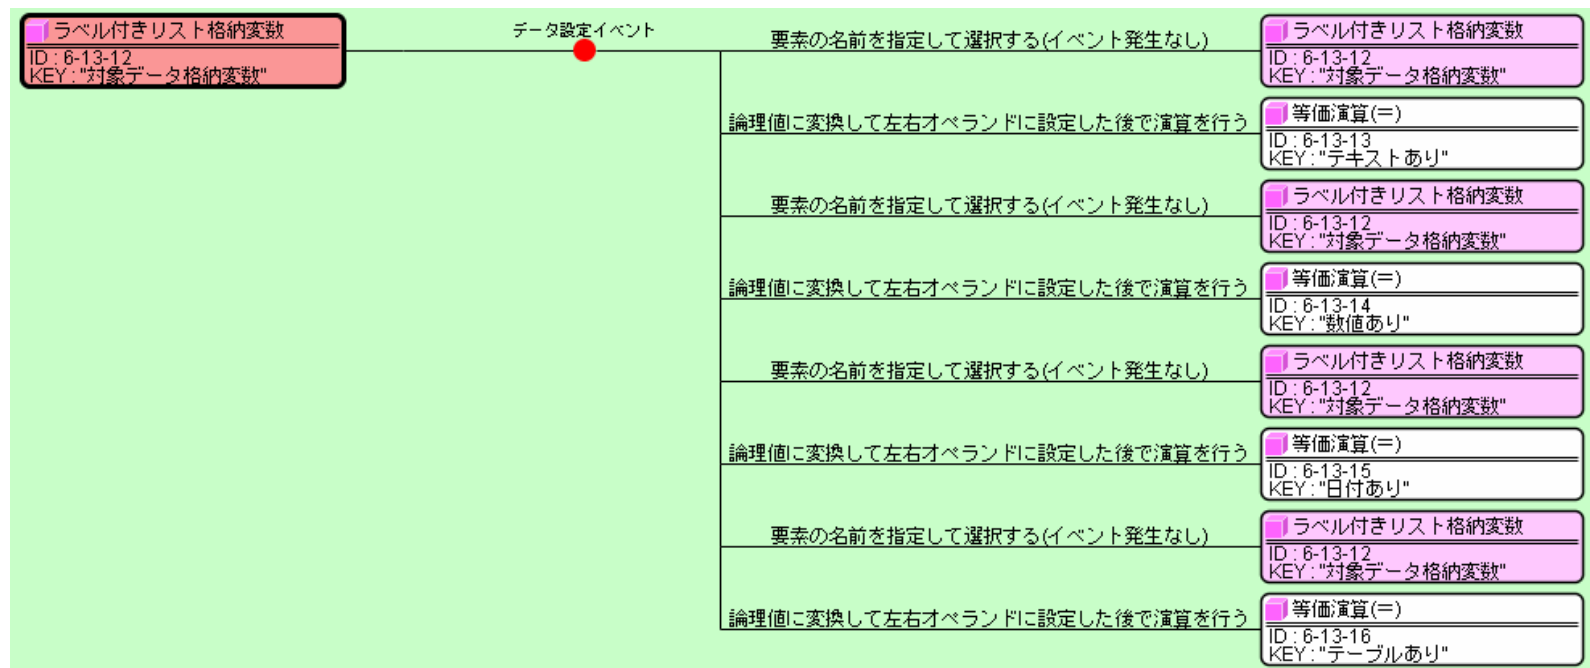 ラベル付きリスト格納変数
ID : 6-13-12
KEY : "対象データ格納変数"
データ設定イベント
要素の名前を指定して選択する(イベント発生なし)
ラベル付きリスト格納変数
ID : 6-13-12
KEY : "対象データ格納変数"
論理値に変換して左右オペランドに設定した後で演算を行う
等価演算(=)
ID : 6-13-13
KEY : "テキストあり"
要素の名前を指定して選択する(イベント発生なし)
ラベル付きリスト格納変数
ID : 6-13-12
KEY : "対象データ格納変数"
論理値に変換して左右オペランドに設定した後で演算を行う
等価演算(=)
ID : 6-13-14
KEY : "数値あり"
要素の名前を指定して選択する(イベント発生なし)
ラベル付きリスト格納変数
ID : 6-13-12
KEY : "対象データ格納変数"
論理値に変換して左右オペランドに設定した後で演算を行う
等価演算(=)
ID : 6-13-15
KEY : "日付あり"
要素の名前を指定して選択する(イベント発生なし)
ラベル付きリスト格納変数
ID : 6-13-12
KEY : "対象データ格納変数"
論理値に変換して左右オペランドに設定した後で演算を行う
等価演算(=)
ID : 6-13-16
KEY : "テーブルあり"